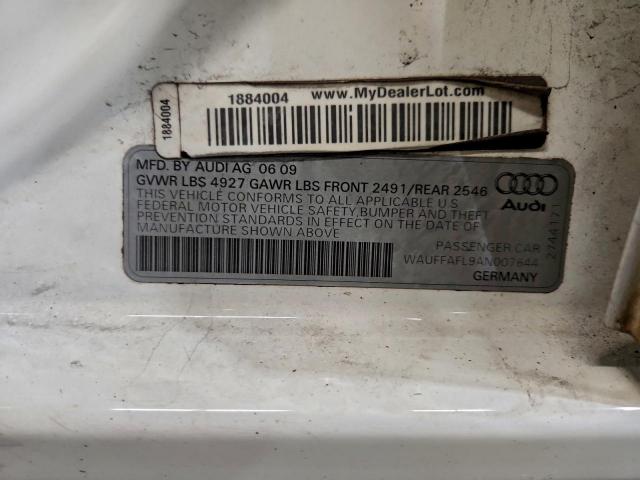 1884004 www.MyDealerLot.com
1884004
MFD. BY AUDI AG 06 09
GVWR LBS 4927 GAWR LBS FRONT 2491/REAR 2546
THIS VEHICLE CONFORMS TO ALL APPLICABLE U S
FEDERAL MOTOR VEHICLE SAFETY, BUMPER AND THEFT
PREVENTION STANDARDS IN EFFECT ON THE DATE OF
MANUFACTURE SHOWN ABOVE
Audi
PASSENGER CAR
WAUFFAFL9AN007644
GERMANY
2744171